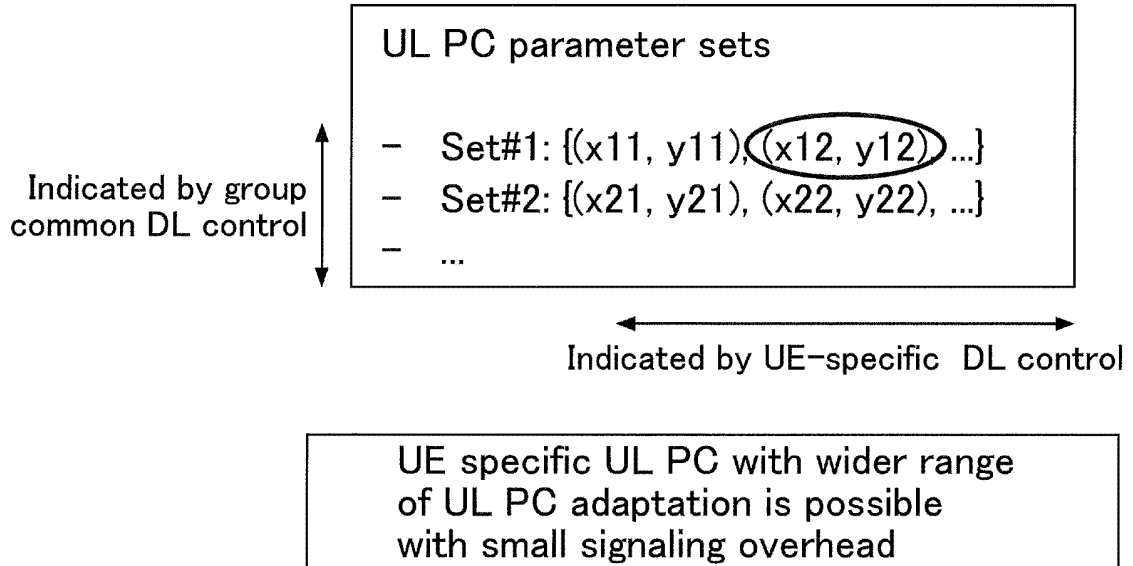 UL PC parameter sets
– Set#1: {(x11, y11), (x12, y12), ...}
– Set#2: {(x21, y21), (x22, y22), ...}
– ...
Indicated by group
common DL control
Indicated by UE-specific DL control
UE specific UL PC with wider range
of UL PC adaptation is possible
with small signaling overhead